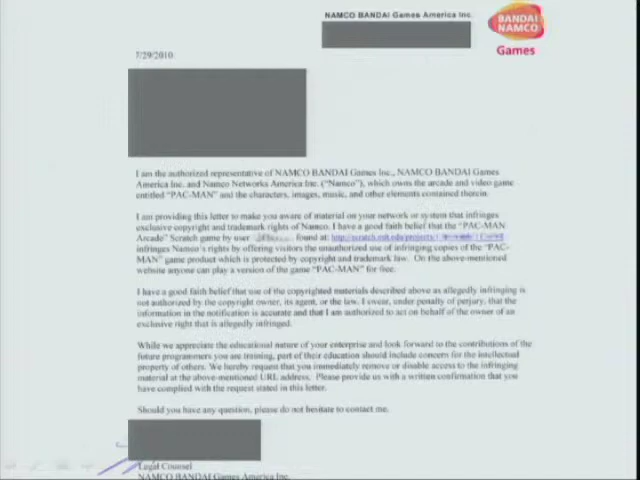 NAMCO BANDAI Games America Inc.
BANDAI
NAMCO
Games
7/29/2010
I am the authorized representative of NAMCO BANDAI Games Inc., NAMCO BANDAI Games
America Inc. and Namco Networks America Inc. ("Namco"), which owns the arcade and video game
entitled "PAC-MAN" and the characters, images, music, and other elements contained therein.
I am providing this letter to make you aware of material on your network or system that infringes
exclusive copyright and trademark rights of Namco. I have a good faith belief that the "PAC-MAN
Arcade" Scratch game by user found at: http://scratch.mit.edu/projects/
infringes Namco's rights by offering visitors the unauthorized use of infringing copies of the "PAC-
MAN" game product which is protected by copyright and trademark law. On the above-mentioned
website anyone can play a version of the game "PAC-MAN" for free.
I have a good faith belief that use of the copyrighted materials described above as allegedly infringing is
not authorized by the copyright owner, its agent, or the law. I swear, under penalty of perjury, that the
information in the notification is accurate and that I am authorized to act on behalf of the owner of an
exclusive right that is allegedly infringed.
While we appreciate the educational nature of your enterprise and look forward to the contributions of the
future programmers you are training, part of their education should include concern for the intellectual
property of others. We hereby request that you immediately remove or disable access to the infringing
material at the above-mentioned URL address. Please provide us with a written confirmation that you
have complied with the request stated in this letter.
Should you have any question, please do not hesitate to contact me.
Legal Counsel
NAMCO BANDAI Games America Inc.